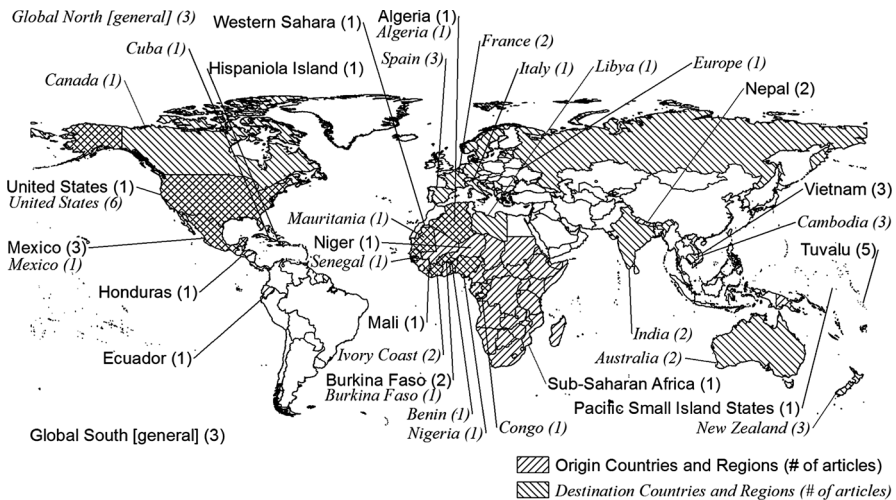 Global North [general] (3)
Western Sahara (1)
Algeria (1)
Algeria (1)
Cuba (1)
Spain (3)
France (2)
Hispaniola Island (1)
Italy (1)
Libya (1)
Europe (1)
Canada (1)
Nepal (2)
United States (1)
United States (6)
Vietnam (3)
Mauritania (1)
Cambodia (3)
Mexico (3)
Mexico (1)
Niger (1)
Senegal (1)
Tuvalu (5)
Honduras (1)
Mali (1)
India (2)
Ecuador (1)
Ivory Coast (2)
Australia (2)
Burkina Faso (2)
Burkina Faso (1)
Sub-Saharan Africa (1)
Benin (1)
Pacific Small Island States (1)
Global South [general] (3)
Nigeria (1)
Congo (1)
New Zealand (3)
Origin Countries and Regions (# of articles)
Destination Countries and Regions (# of articles)